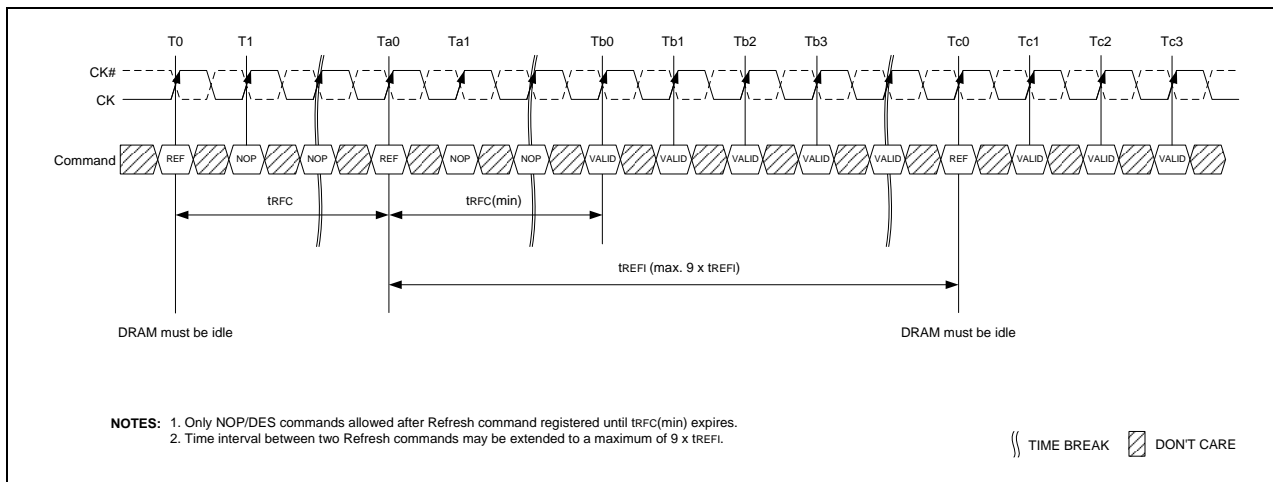 T0 T1 Ta0 Ta1 Tb0 Tb1 Tb2 Tb3 Tc0 Tc1 Tc2 Tc3
CK#
CK
Command REF NOP NOP REF NOP NOP VALID VALID VALID VALID VALID REF VALID VALID VALID
tRFC tRFC(min)
tREFI (max. 9 x tREFI)
DRAM must be idle DRAM must be idle
NOTES: 1. Only NOP/DES commands allowed after Refresh command registered until tRFC(min) expires.
2. Time interval between two Refresh commands may be extended to a maximum of 9 x tREFI.
TIME BREAK DON'T CARE